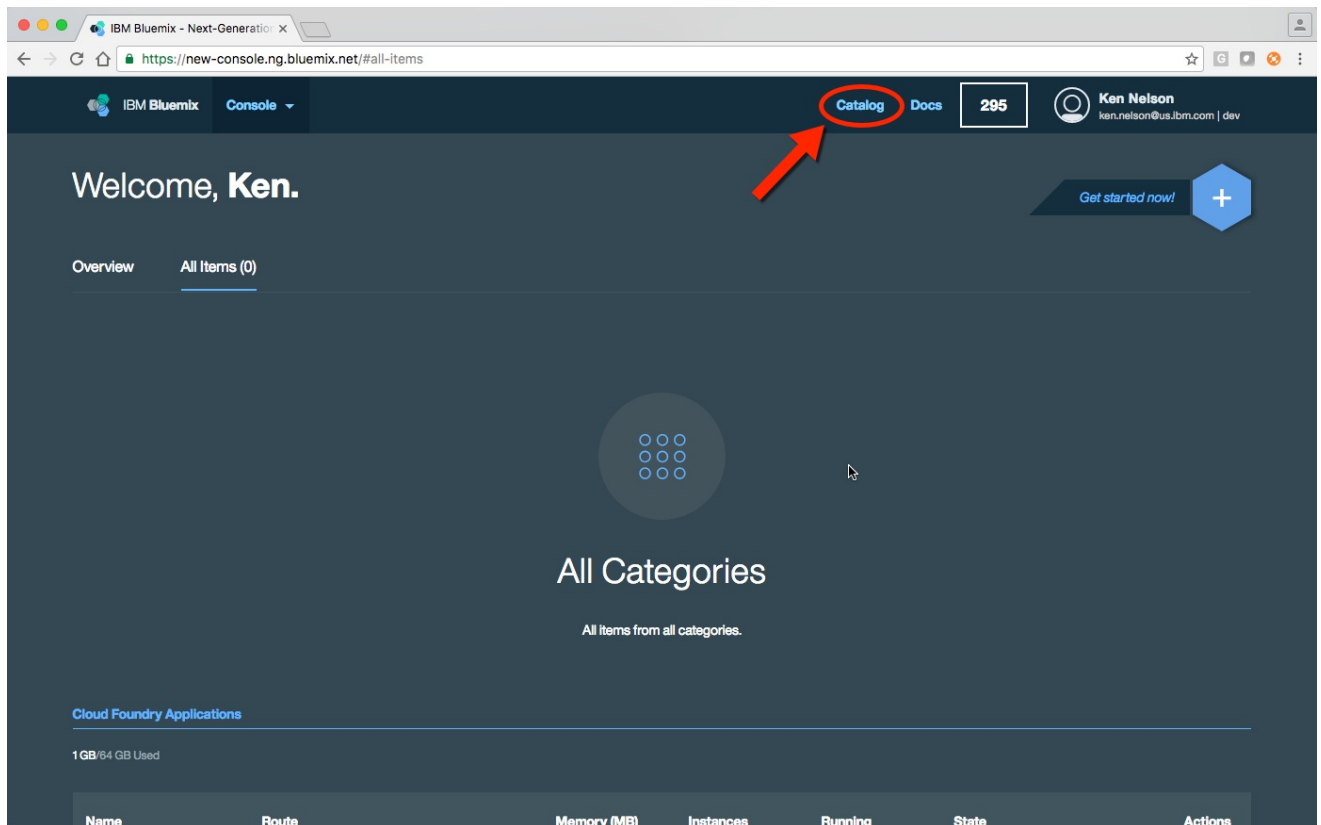 IBM Bluemix - Next-Generation
https://new-console.ng.bluemix.net/#all-items
IBM Bluemix Console Catalog Docs 295 Ken Nelson
ken.nelson@us.ibm.com | dev
Welcome, Ken.
Get started now!
Overview All Items (0)
All Categories
All items from all categories.
Cloud Foundry Applications
1 GB/64 GB Used
Name Route Memory (MB) Instances Running State Actions